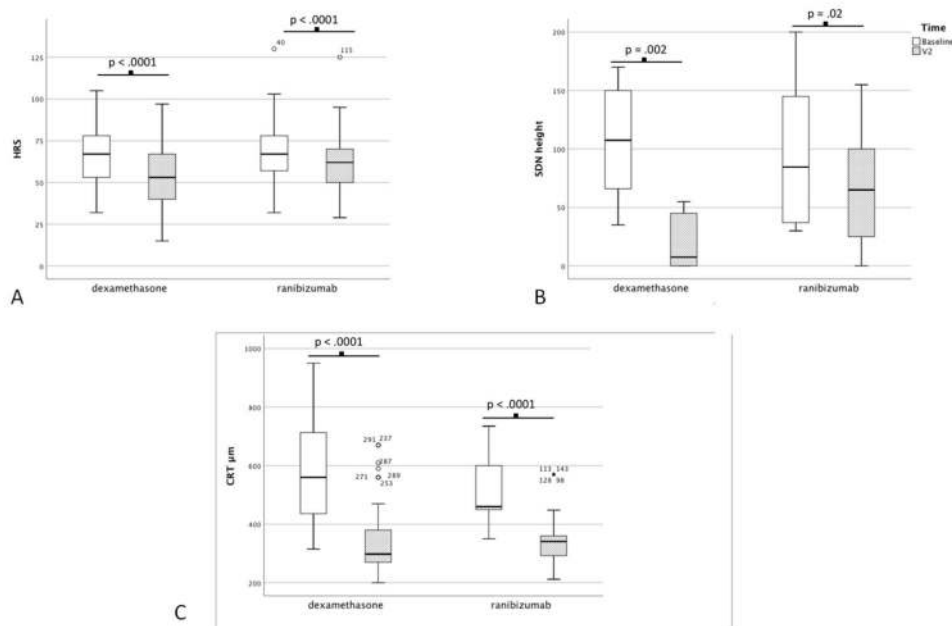 p < .0001
p < .0001
40
115
125
100
75
50
25
0
HRS
dexamethasone ranibizumab
A
p = .02
p = .002
Time
Baseline
V2
200
150
100
50
0
SDN height
dexamethasone ranibizumab
B
p < .0001
p < .0001
1000
800
600
400
200
CRT µm
291 237
287
271 289
253
113 143
128 98
dexamethasone ranibizumab
C